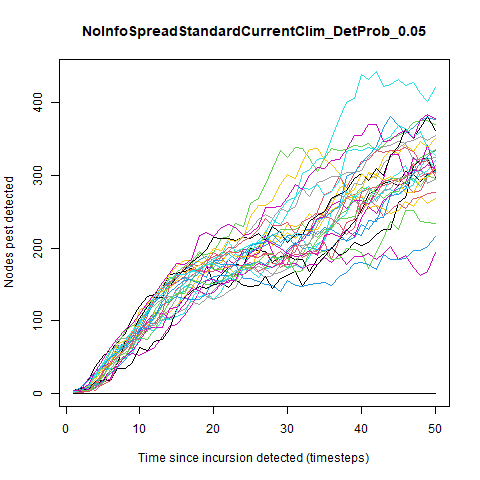 NoInfoSpreadStandardCurrentClim_DetProb_0.05
Nodes pest detected
400
300
200
100
0
0 10 20 30 40 50
Time since incursion detected (timesteps)